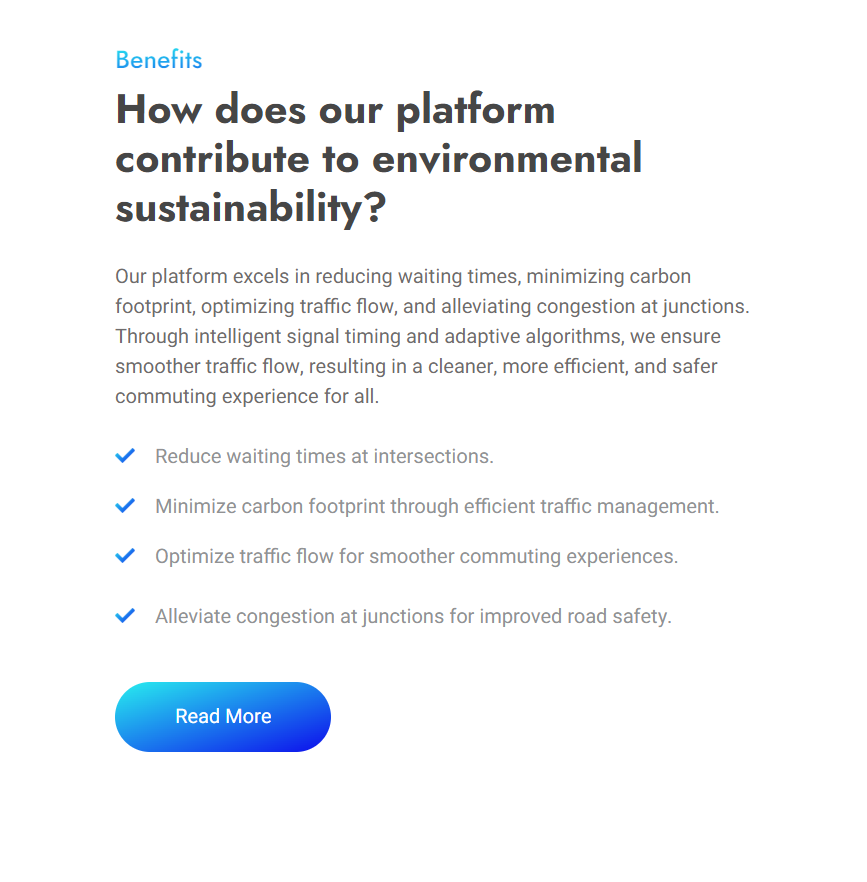 Benefits
How does our platform
contribute to environmental
sustainability?
Our platform excels in reducing waiting times, minimizing carbon
footprint, optimizing traffic flow, and alleviating congestion at junctions.
Through intelligent signal timing and adaptive algorithms, we ensure
smoother traffic flow, resulting in a cleaner, more efficient, and safer
commuting experience for all.
Reduce waiting times at intersections.
Minimize carbon footprint through efficient traffic management.
Optimize traffic flow for smoother commuting experiences.
Alleviate congestion at junctions for improved road safety.
Read More